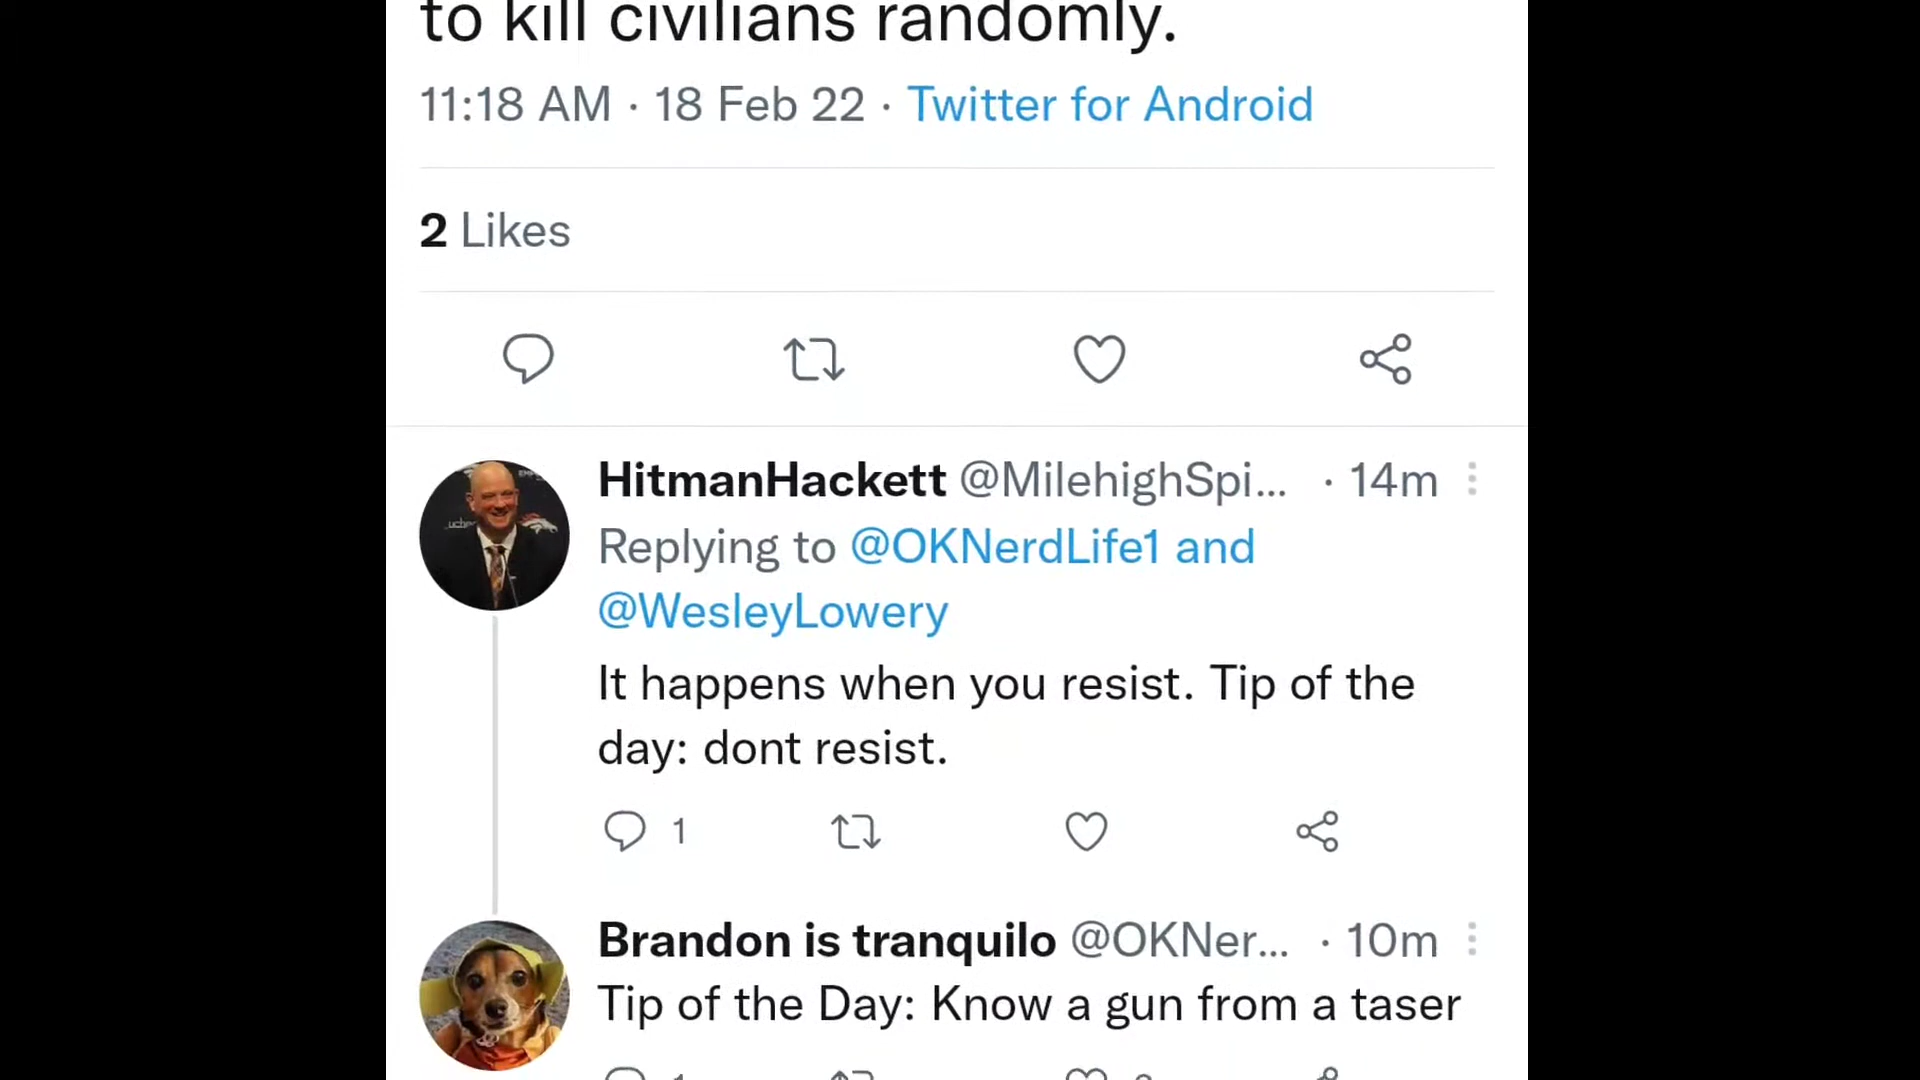 to kill civilians randomly.
11:18 AM · 18 Feb 22 · Twitter for Android
2 Likes
HitmanHackett @MilehighSpi... · 14m
Replying to @OKNerdLife1 and
@WesleyLowery
It happens when you resist. Tip of the
day: dont resist.
1
Brandon is tranquilo @OKNer... · 10m
Tip of the Day: Know a gun from a taser